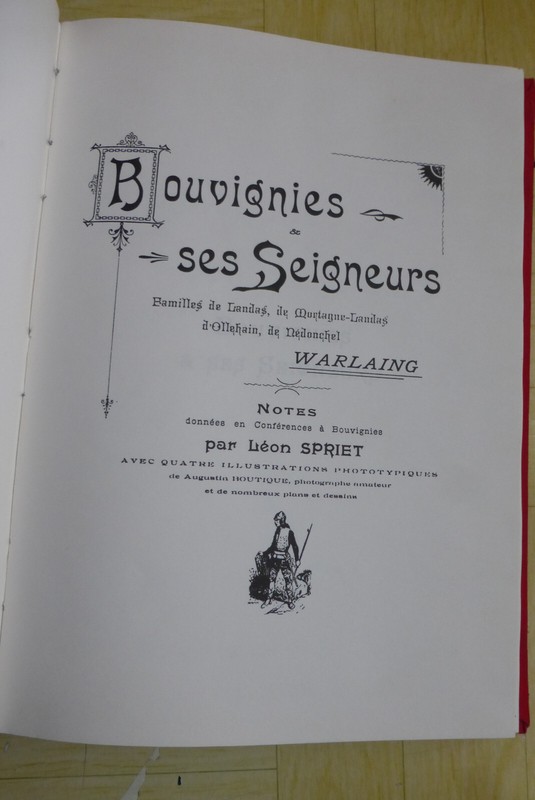 Bouvignies
&
ses Seigneurs
Familles de Landas, de Mortagne-Landas
d'Ollehain, de Nédonchel
WARLAING
NOTES
données en Conférences à Bouvignies
par Léon SPRIET
AVEC QUATRE ILLUSTRATIONS PHOTOTYPIQUES
de Augustin BOUTIQUE, photographe amateur
et de nombreux plans et dessins